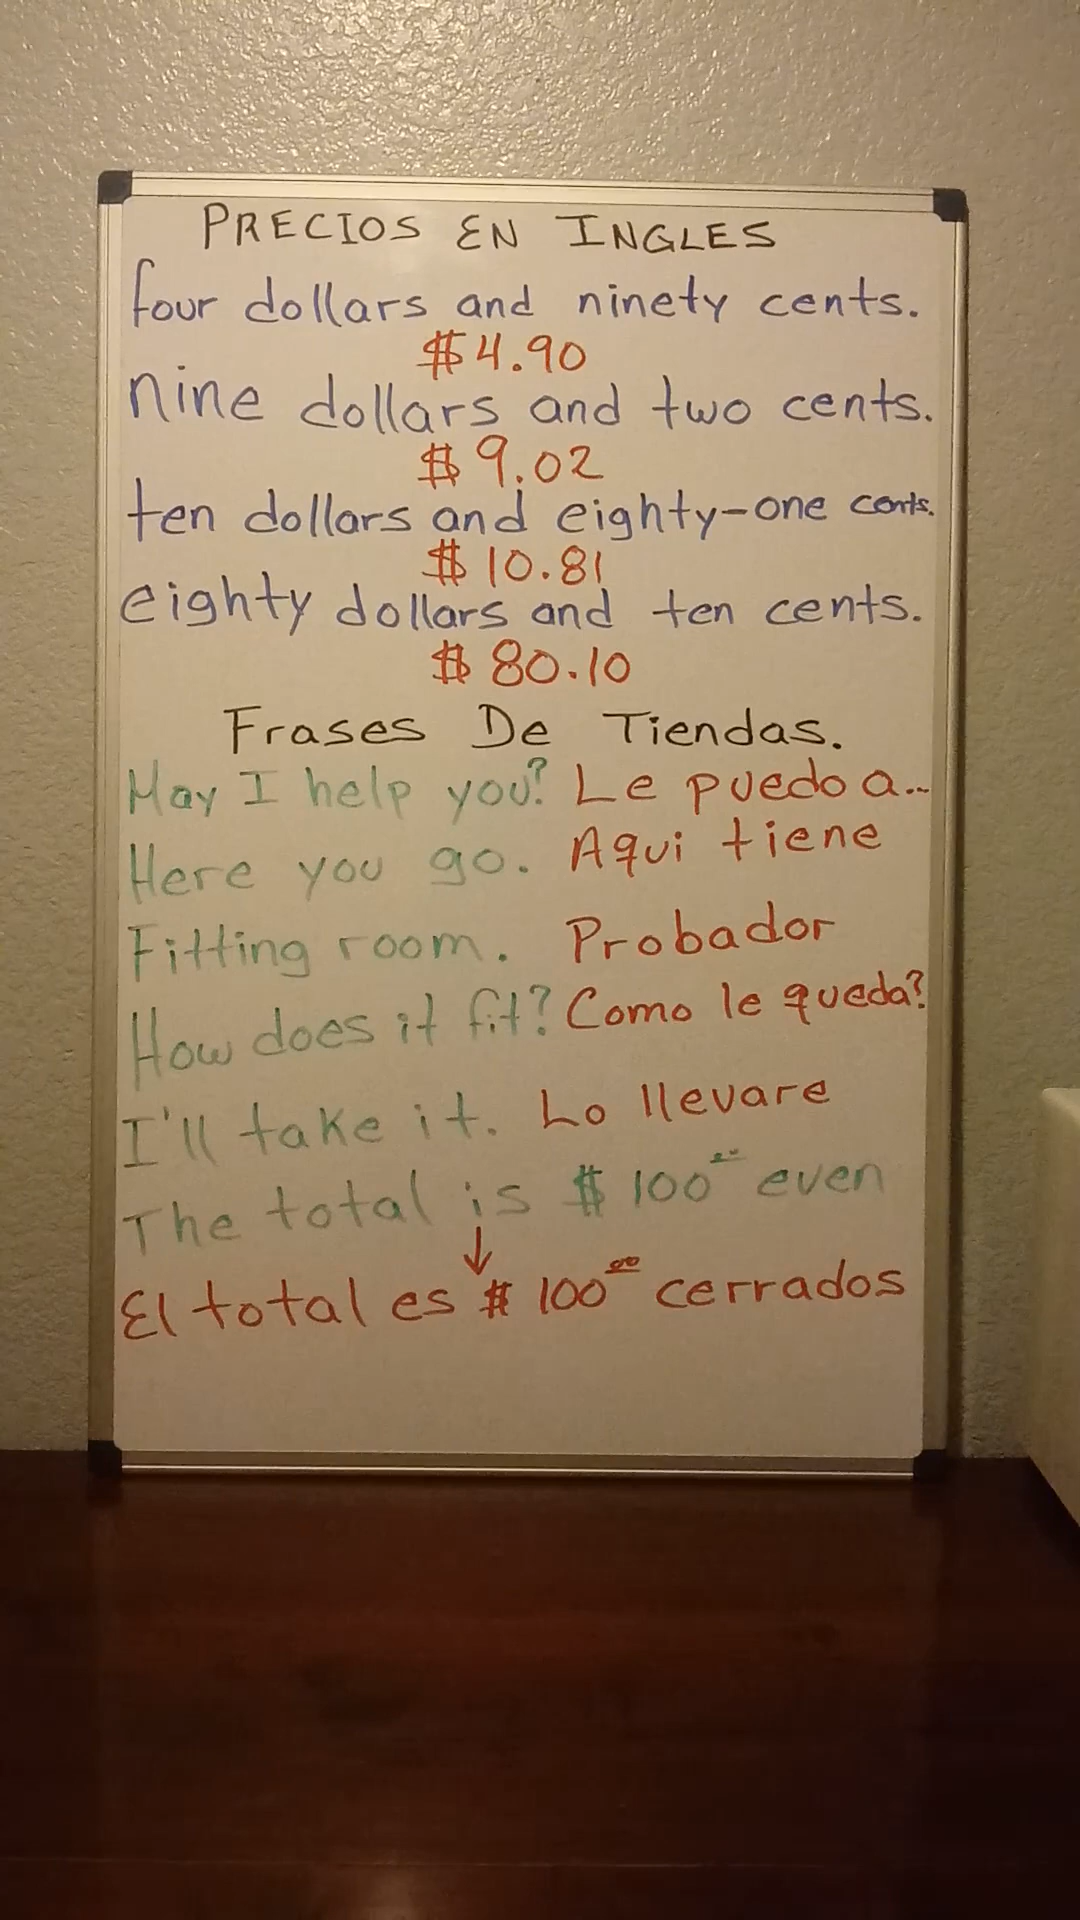 PRECIOS EN INGLES
four dollars and ninety cents.
$4.90
nine dollars and two cents.
$9.02
ten dollars and eighty-one cents.
$10.81
eighty dollars and ten cents.
$80.10
Frases De Tiendas.
May I help you? Le puedo a...
Here you go. Aqui tiene
Fitting room. Probador
How does it fit? Como le queda?
I'll take it. Lo llevare
The total is $100⁰⁰ even
↓
El total es $100⁰⁰ cerrados